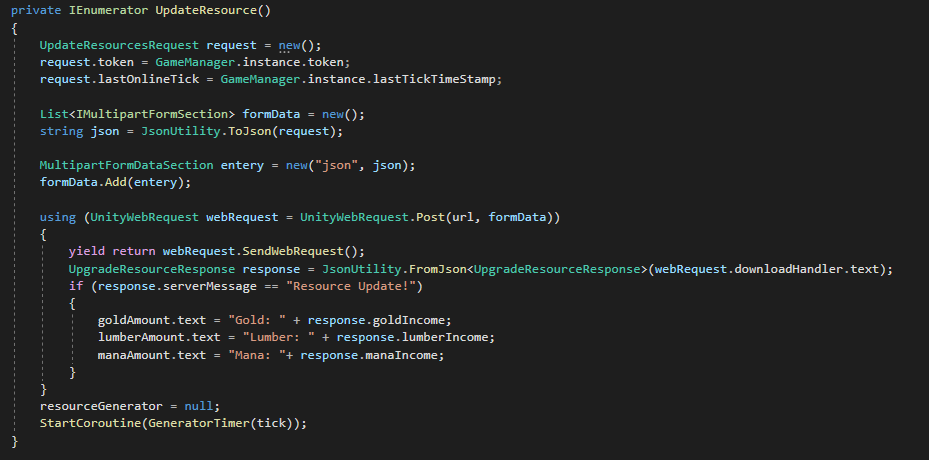 private IEnumerator UpdateResource()
{
UpdateResourcesRequest request = new();
request.token = GameManager.instance.token;
request.lastOnlineTick = GameManager.instance.lastTickTimeStamp;
List<IMultipartFormSection> formData = new();
string json = JsonUtility.ToJson(request);
MultipartFormDataSection entery = new("json", json);
formData.Add(entery);
using (UnityWebRequest webRequest = UnityWebRequest.Post(url, formData))
{
yield return webRequest.SendWebRequest();
UpgradeResourceResponse response = JsonUtility.FromJson<UpgradeResourceResponse>(webRequest.downloadHandler.text);
if (response.serverMessage == "Resource Update!")
{
goldAmount.text = "Gold: " + response.goldIncome;
lumberAmount.text = "Lumber: " + response.lumberIncome;
manaAmount.text = "Mana: "+ response.manaIncome;
}
}
resourceGenerator = null;
StartCoroutine(GeneratorTimer(tick));
}